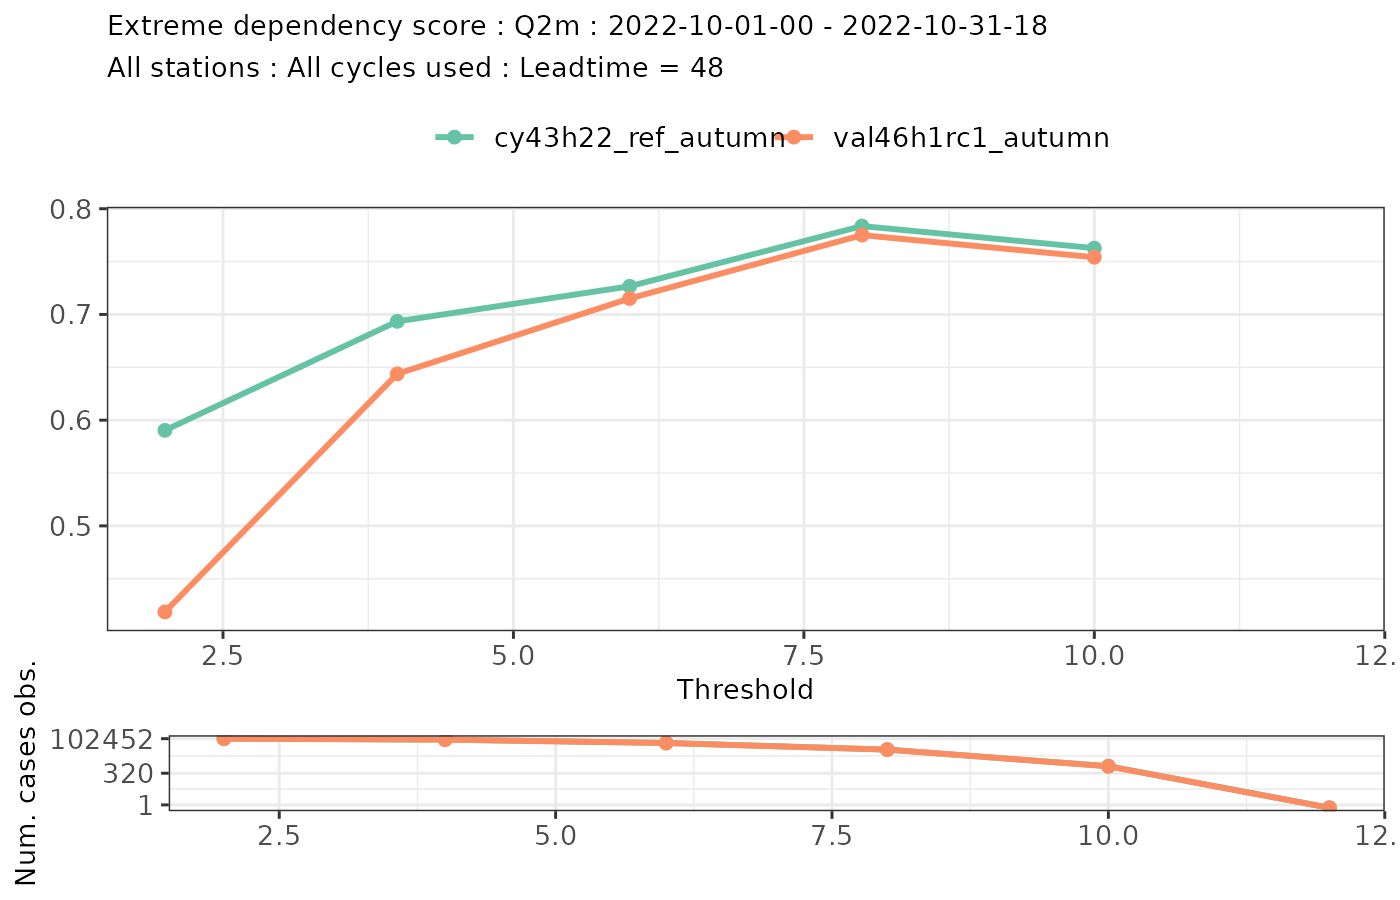 Extreme dependency score : Q2m : 2022-10-01-00 - 2022-10-31-18
All stations : All cycles used : Leadtime = 48
cy43h22_ref_autumn val46h1rc1_autumn
0.8
0.7
0.6
0.5
2.5 5.0 7.5 10.0 12.
Threshold
Num. cases obs.
102452
320
1
2.5 5.0 7.5 10.0 12.